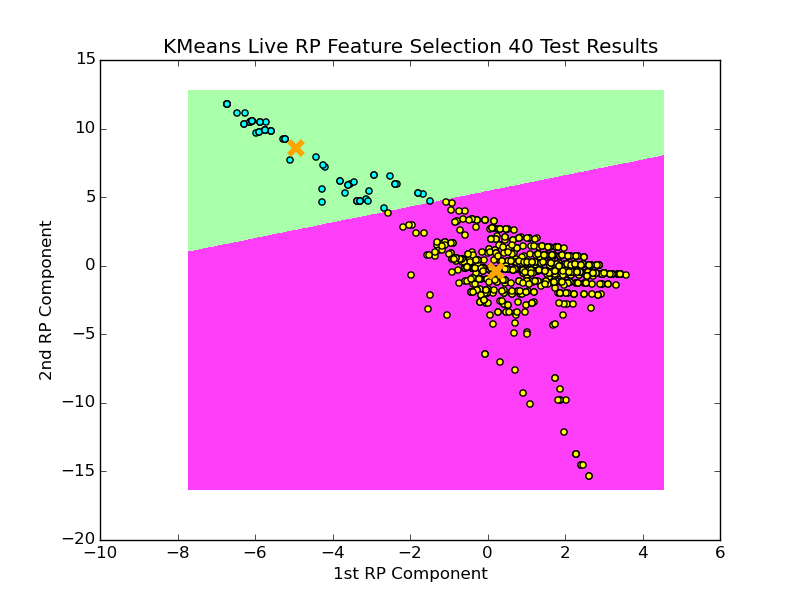 KMeans Live RP Feature Selection 40 Test Results
15
10
5
0
−5
−10
−15
−20
2nd RP Component
−10 −8 −6 −4 −2 0 2 4 6
1st RP Component